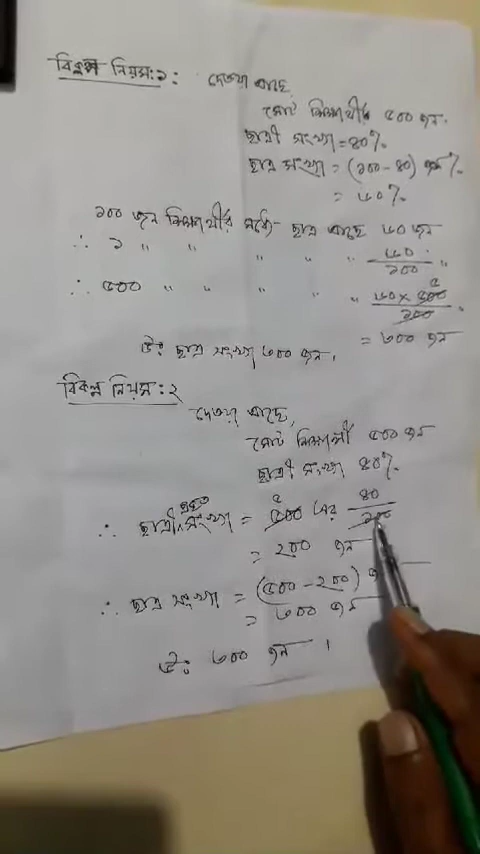 বিকল্প নিয়ম:১:
দেওয়া আছে,
মোট শিক্ষার্থীর ৫০০ জন.
ছাত্রী সংখ্যা = ৪০%
ছাত্র সংখ্যা = (১০০ - ৪০) %
= ৬০%
১০০ জন শিক্ষার্থীর মধ্যে ছাত্র আছে ৬০ জন
∴ ১ " " " " " ৬০/১০০ "
∴ ৫০০ " " " " " ৬০ × ৫০০ ৫/১০০ "
= ৩০০ জন
উ: ছাত্র সংখ্যা ৩০০ জন।
বিকল্প নিয়ম: ২
দেওয়া আছে,
মোট শিক্ষার্থী ৫০০ জন
ছাত্রী সংখ্যা ৪০%
∴ ছাত্রীর সংখ্যা = ৫ ৫০০ এর ৪০/১০০
= ২০০ জন
∴ ছাত্র সংখ্যা = (৫০০ - ২০০) জন
= ৩০০ জন
উ: ৩০০ জন ।